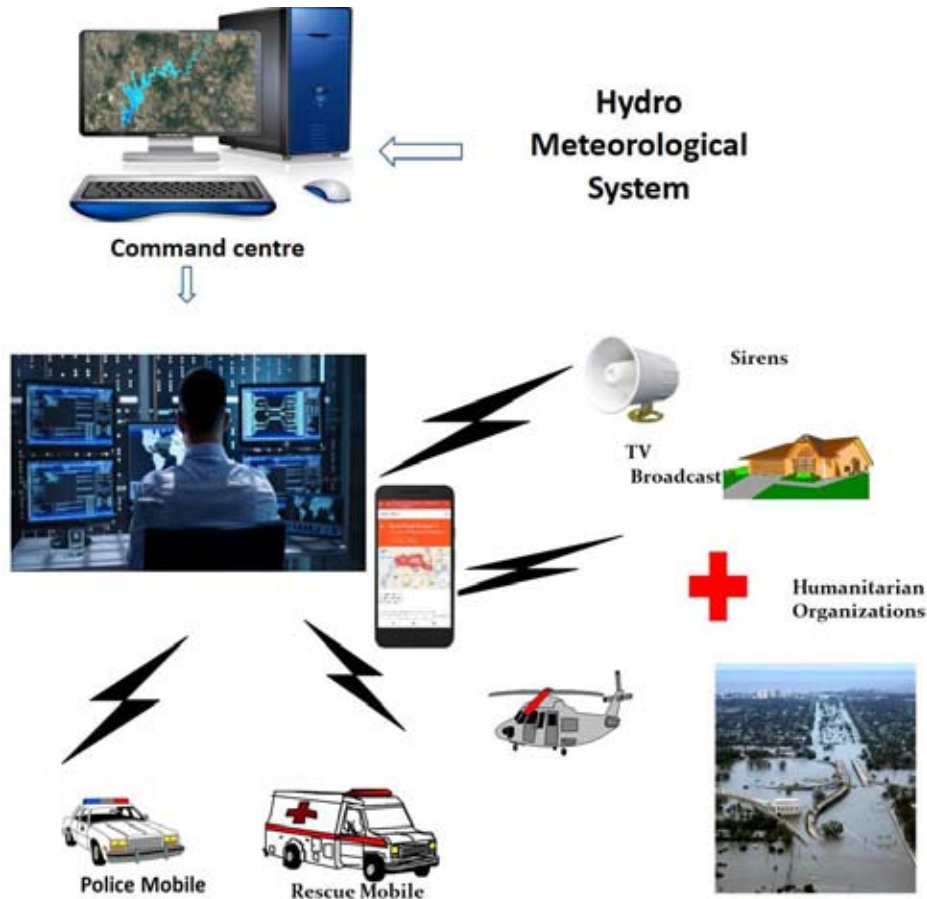 Hydro
Meteorological
System
Command centre
Sirens
TV
Broadcast
Humanitarian
Organizations
Police Mobile
Rescue Mobile